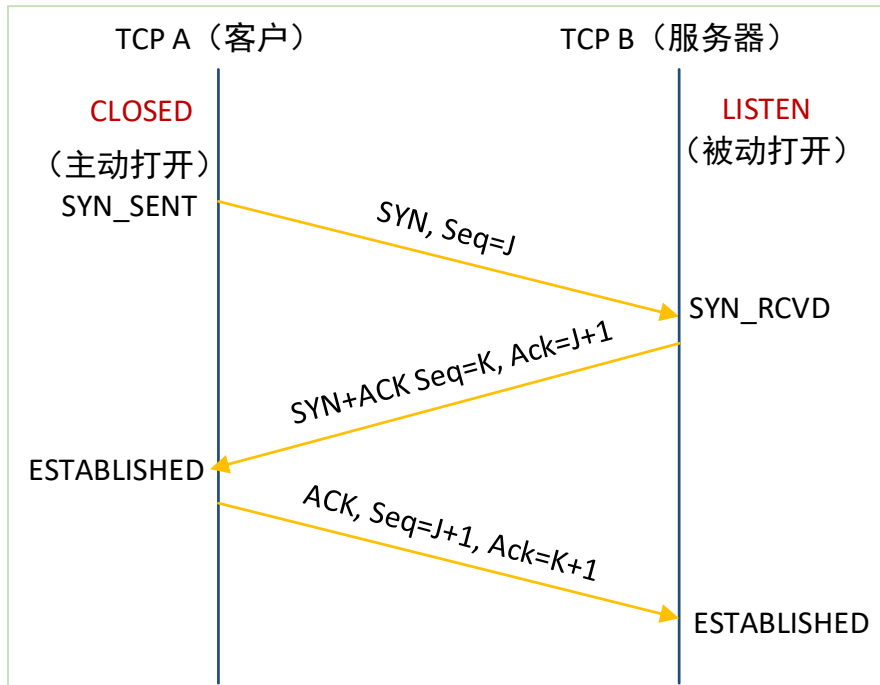 TCP A（客户）
TCP B（服务器）
CLOSED
LISTEN
（主动打开）
（被动打开）
SYN_SENT
SYN, Seq=J
SYN_RCVD
SYN+ACK Seq=K, Ack=J+1
ESTABLISHED
ACK, Seq=J+1, Ack=K+1
ESTABLISHED